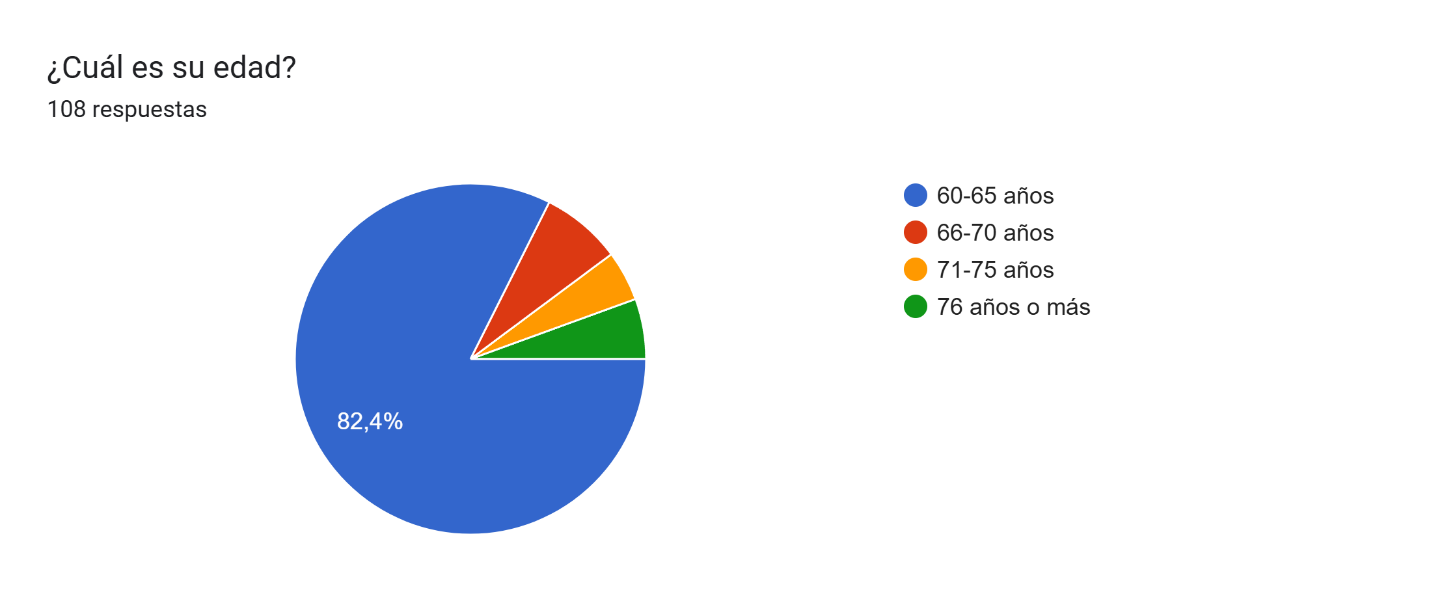 ¿Cuál es su edad?
108 respuestas
60-65 años
66-70 años
71-75 años
76 años o más
82,4%